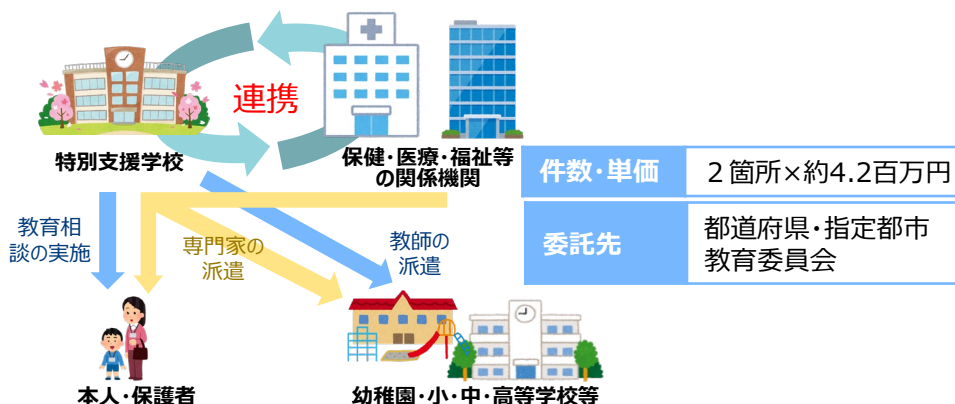 連携
特別支援学校
保健・医療・福祉等
の関係機関
件数・単価
２箇所×約4.2百万円
委託先
都道府県・指定都市
教育委員会
教育相
談の実施
専門家の
派遣
教師の
派遣
本人・保護者
幼稚園・小・中・高等学校等